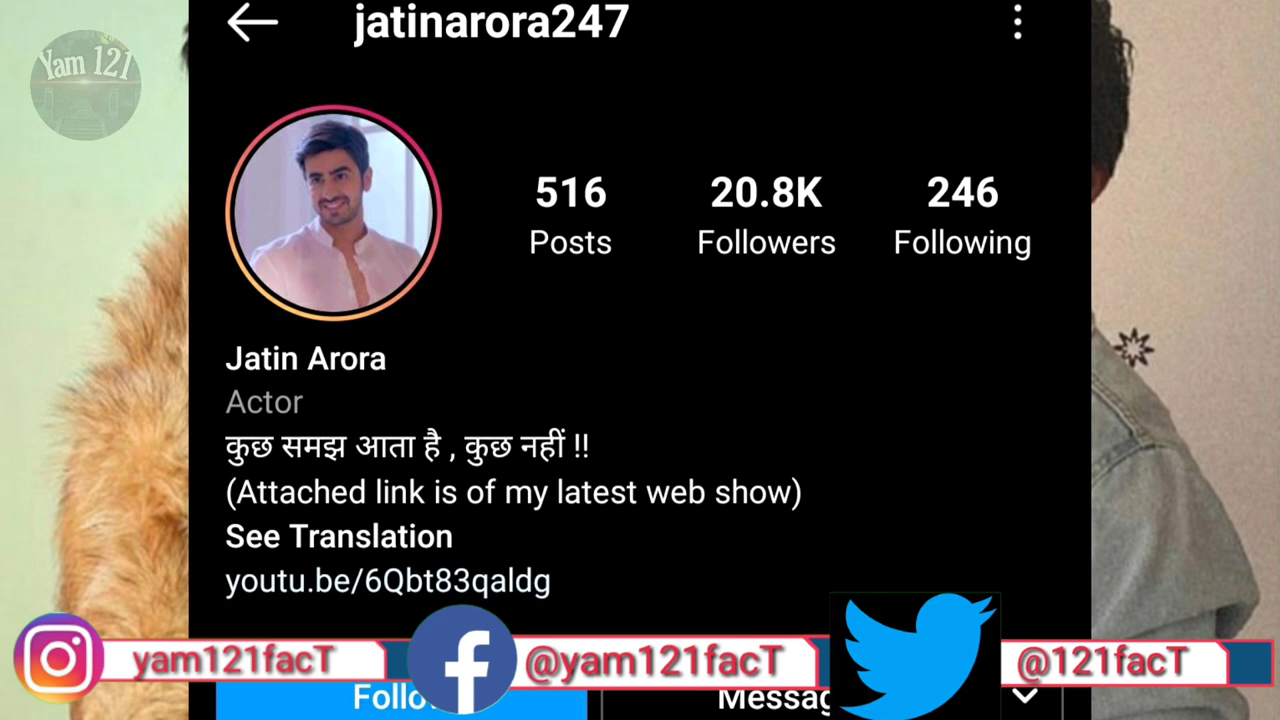 jatinarora247
Yam 121
516 20.8K 246
Posts Followers Following
Jatin Arora
Actor
कुछ समझ आता है , कुछ नहीं !!
(Attached link is of my latest web show)
See Translation
youtu.be/6Qbt83qaldg
yam121facT @yam121facT @121facT